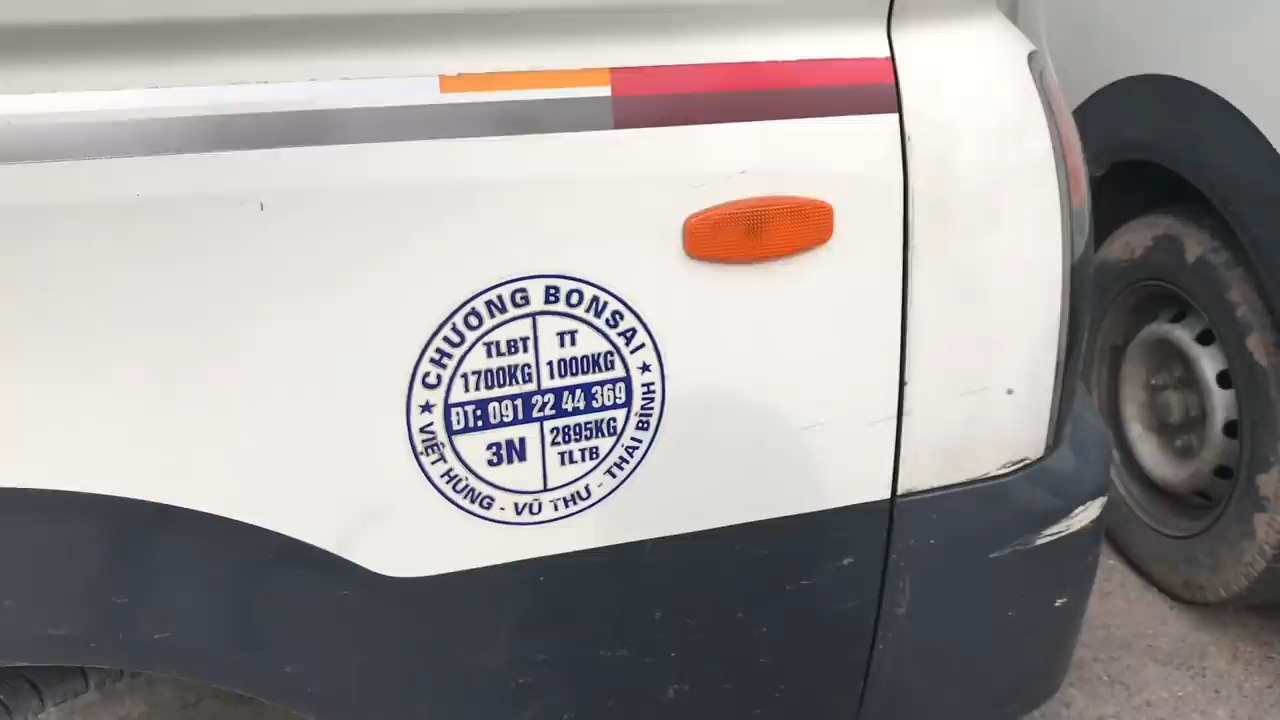 CHƯƠNG BONSAI
TLBT
1700KG
TT
1000KG
ĐT: 091 22 44 369
3N
2895KG
TLTB
★ VIỆT HÙNG - VŨ THƯ - THÁI BÌNH ★